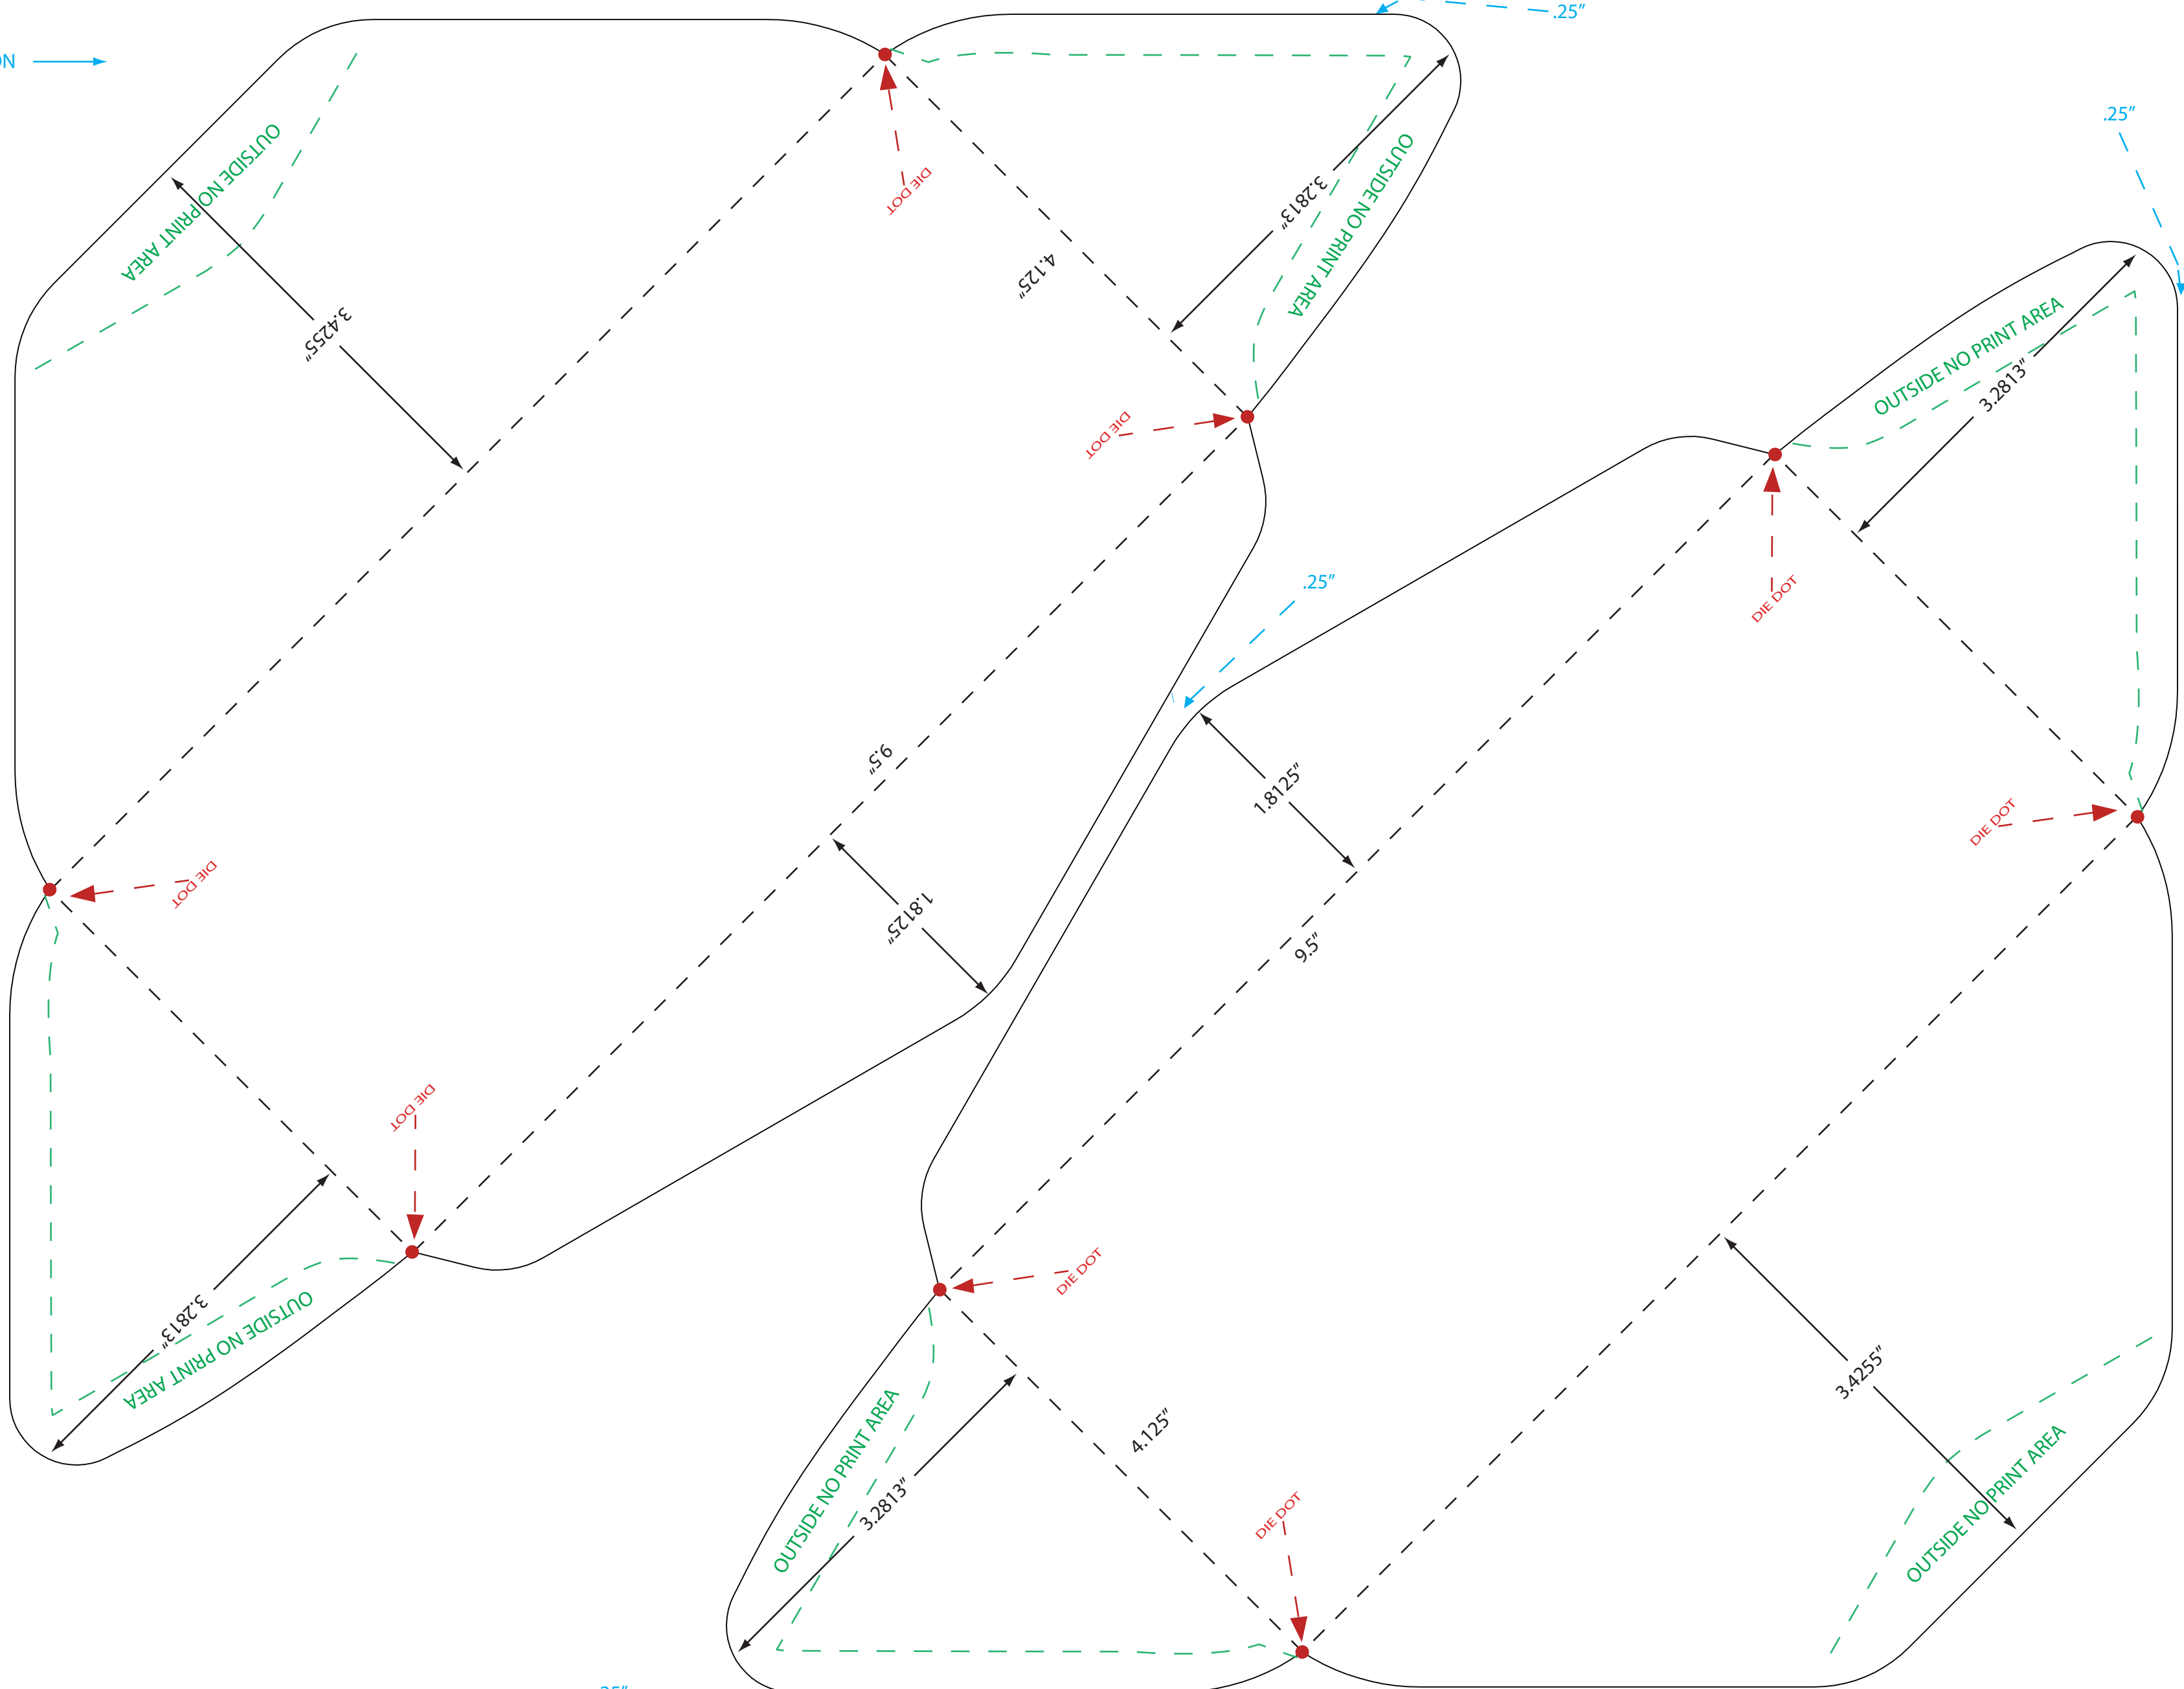 .25"
ON
.25"
OUTSIDE NO PRINT AREA
OUTSIDE NO PRINT AREA
DIE DOT
3.2813"
4.125"
3.4255"
OUTSIDE NO PRINT AREA
3.2813"
DIE DOT
.25"
DIE DOT
9.5"
1.8125"
DIE DOT
DIE DOT
1.8125"
9.5"
DIE DOT
DIE DOT
3.2813"
OUTSIDE NO PRINT AREA
3.4255"
4.125"
OUTSIDE NO PRINT AREA
3.2813"
DIE DOT
OUTSIDE NO PRINT AREA
.25"